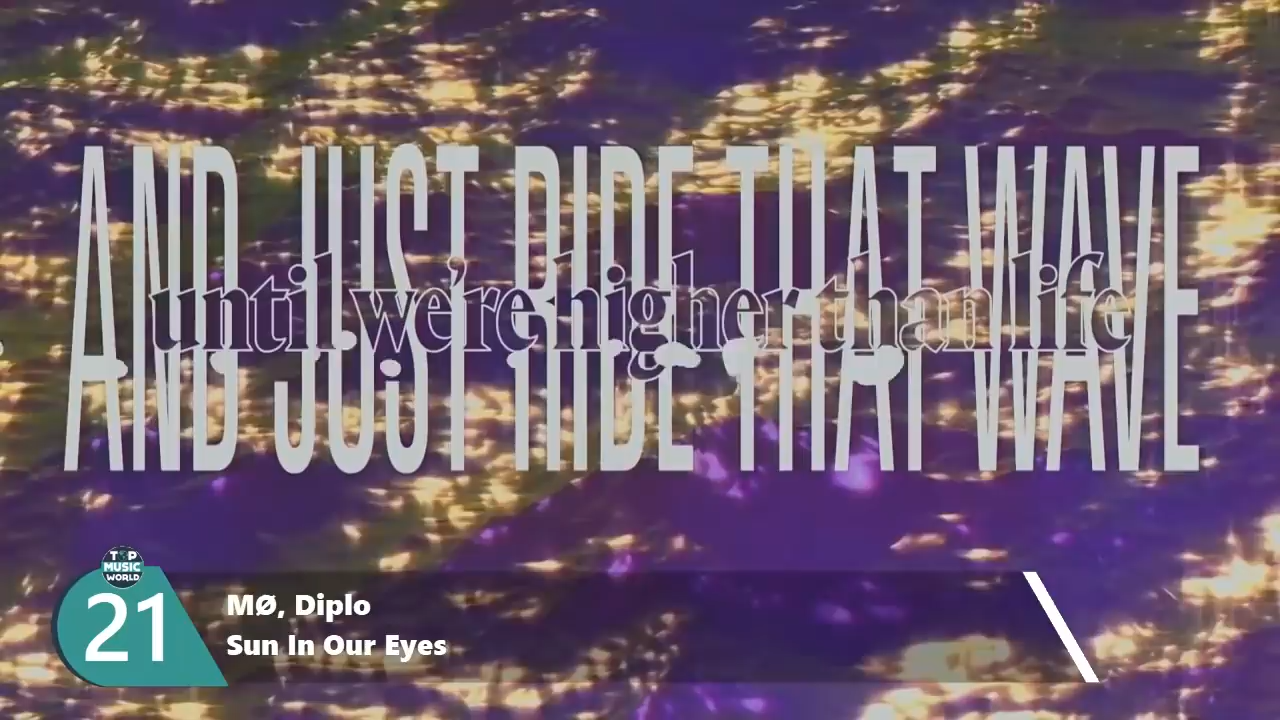 AND JUST RIDE THAT WAVE
until we're higher than life
TOP
MUSIC
WORLD
21
MØ, Diplo
Sun In Our Eyes